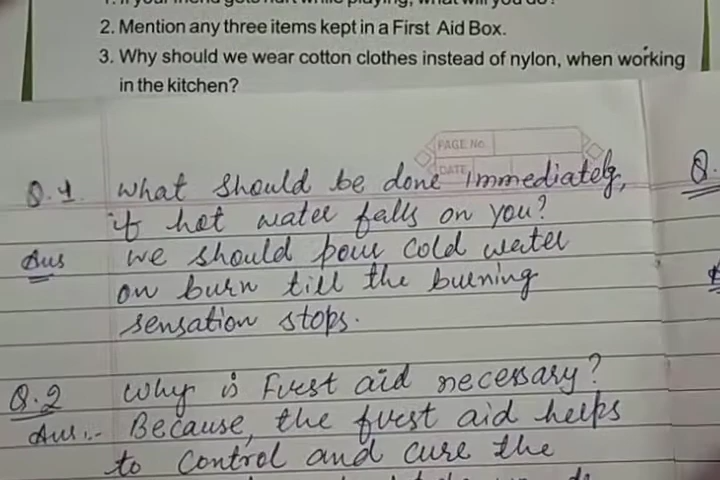 2. Mention any three items kept in a First Aid Box.
3. Why should we wear cotton clothes instead of nylon, when working
in the kitchen?
PAGE No.
DATE
Q.1 What should be done immediately,
if hot water falls on you?
Ans we should pour cold water
on burn till the burning
sensation stops.
Q.2 Why is First aid necessary?
Ans:- Because, the first aid helps
to control and cure the